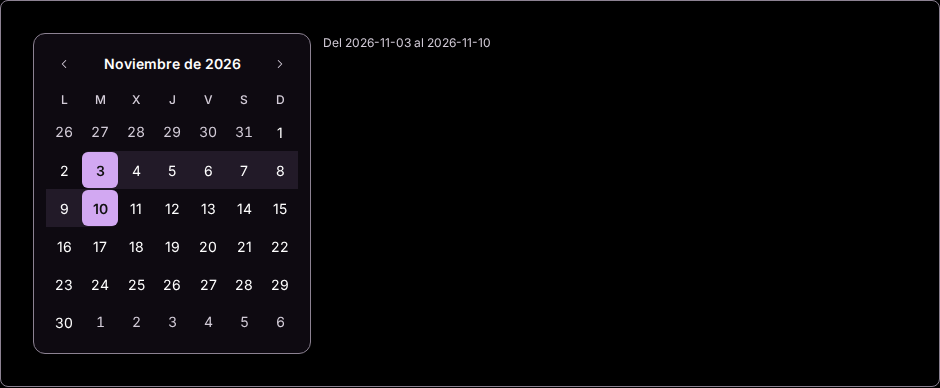 Noviembre de 2026
Del 2026-11-03 al 2026-11-10
L M X J V S D
26 27 28 29 30 31 1
2 3 4 5 6 7 8
9 10 11 12 13 14 15
16 17 18 19 20 21 22
23 24 25 26 27 28 29
30 1 2 3 4 5 6